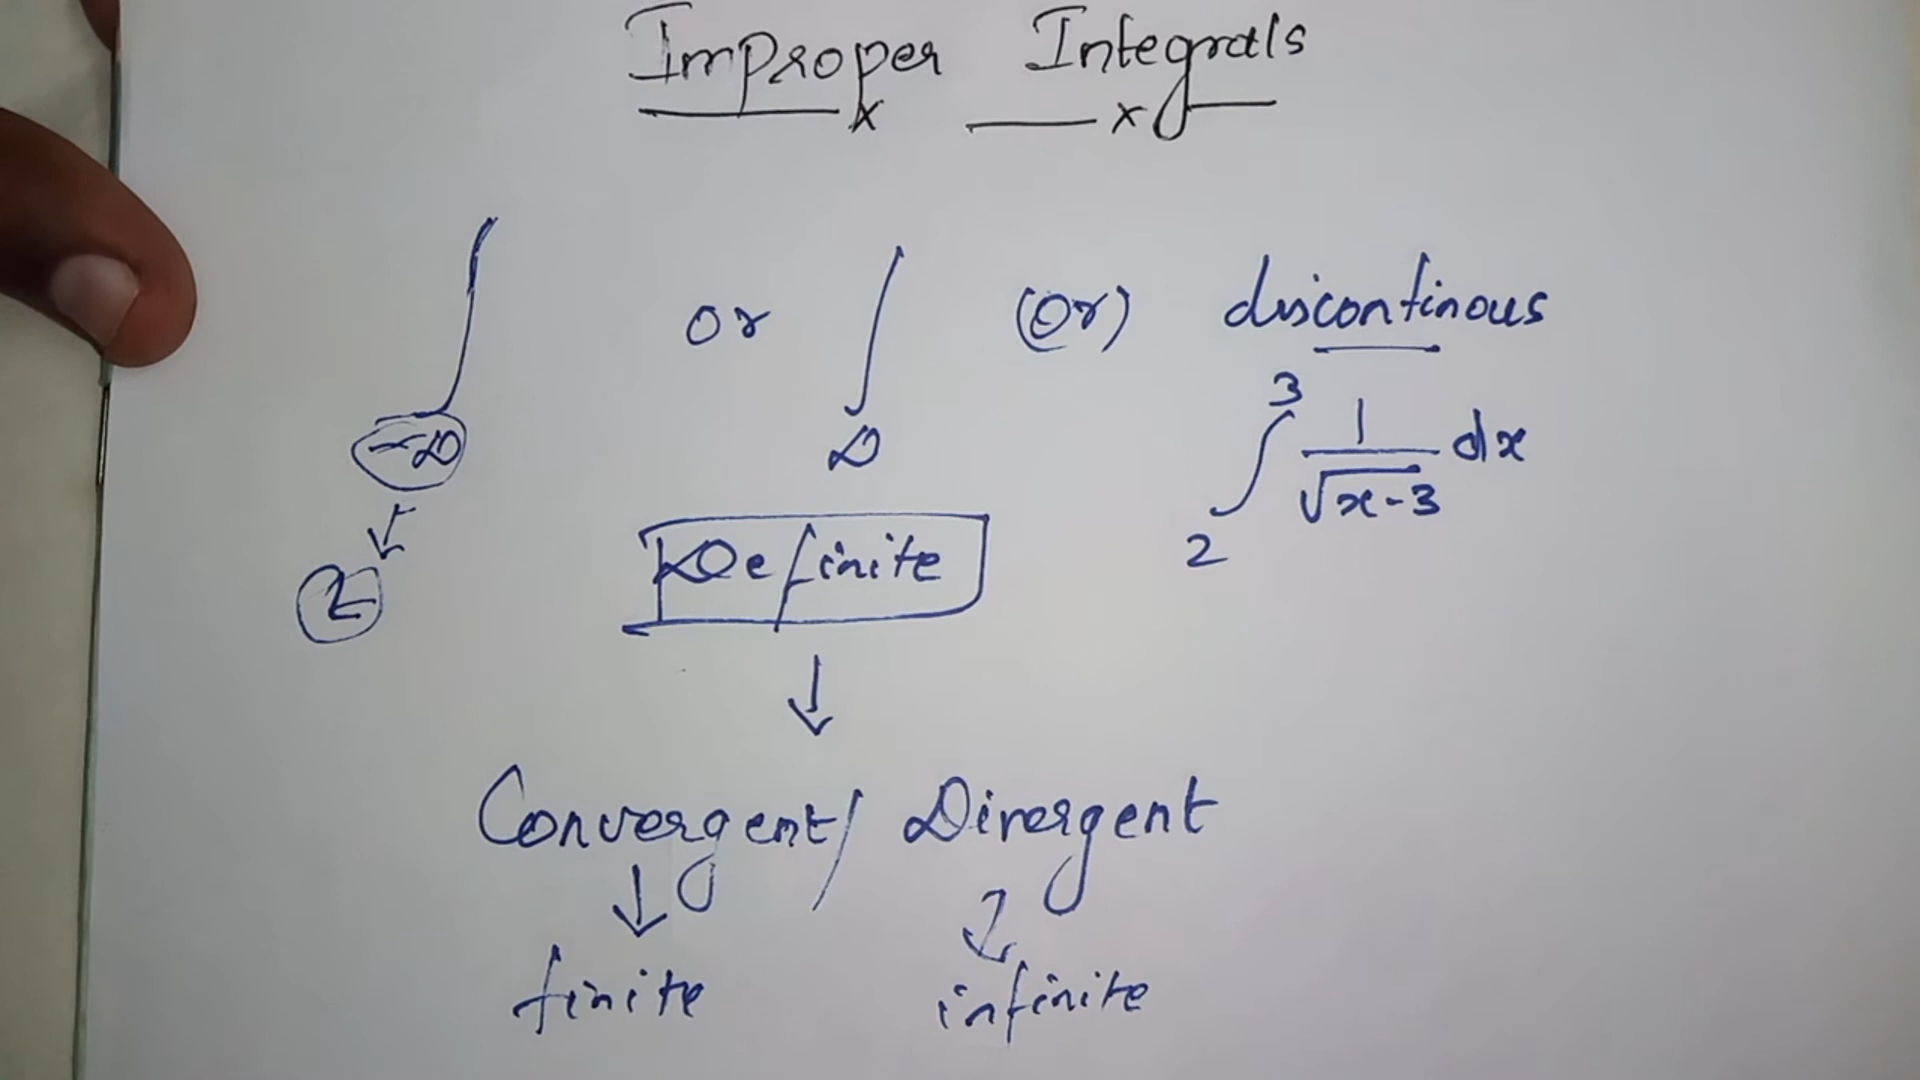 Improper Integrals
∫ or ∫ (or) discontinous
-∞ ∞ ∫ 2 3 1/√x-3 dx
t
Definite
↓
Convergent/ Divergent
↓ ↓
finite infinite